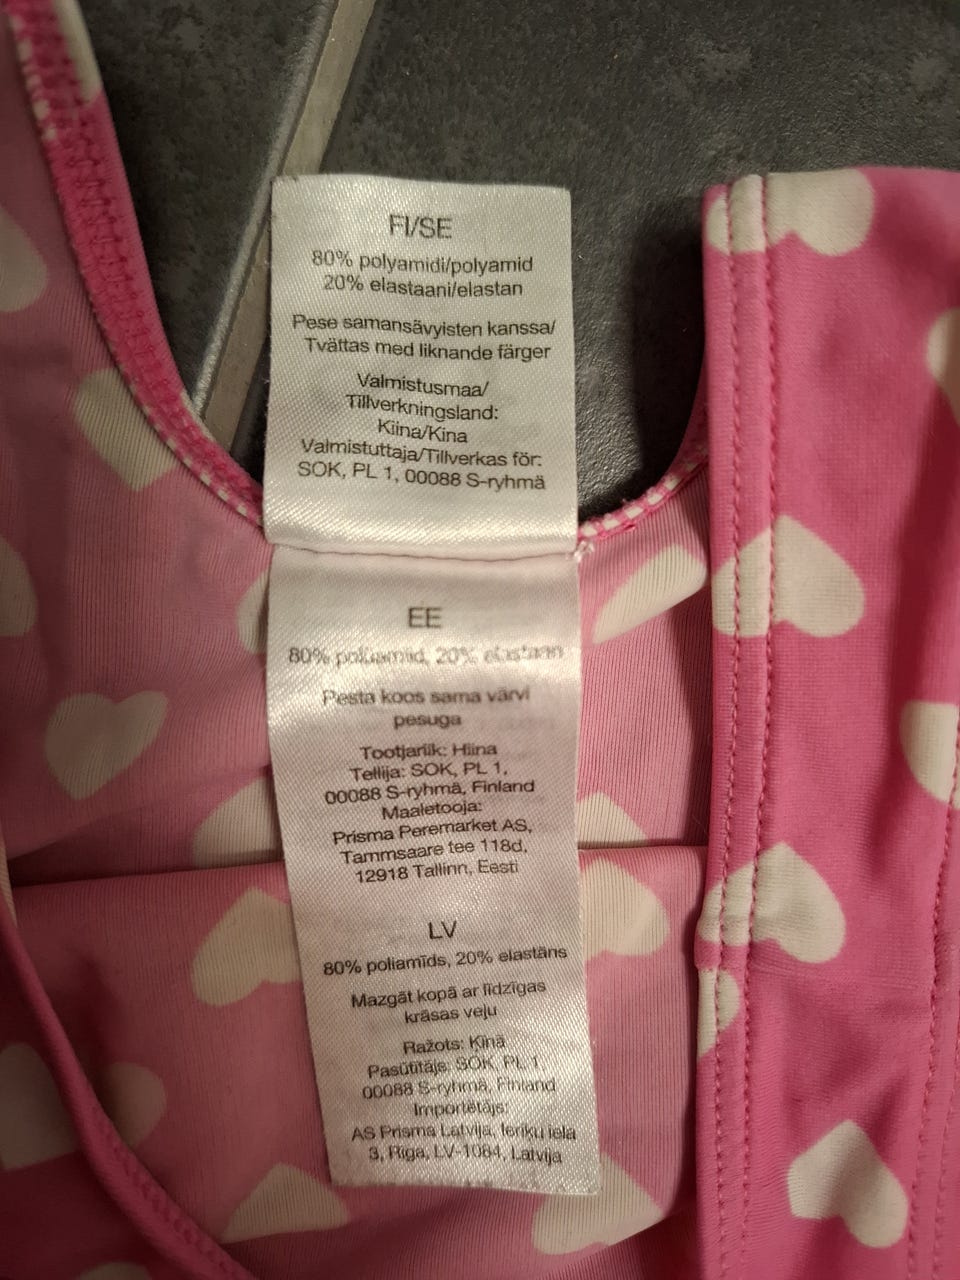 FI/SE
80% polyamidi/polyamid
20% elastaani/elastan
Pese samansävyisten kanssa/
Tvättas med liknande färger
Valmistusmaa/
Tillverkningsland:
Kiina/Kina
Valmistuttaja/Tillverkas för:
SOK, PL 1, 00088 S-ryhmä
EE
80% poliamiid, 20% elastaan
Pesta koos sama värvi
pesuga
Tootjariik: Hiina
Tellija: SOK, PL 1,
00088 S-ryhmä, Finland
Maaletooja:
Prisma Peremarket AS,
Tammsaare tee 118d,
12918 Tallinn, Eesti
LV
80% poliamīds, 20% elastāns
Mazgāt kopā ar līdzīgas
krāsas veļu
Ražots: Ķīnā
Pasūtītājs: SOK, PL 1,
00088 S-ryhmä, Finland
Importētājs:
AS Prisma Latvija, Ieriķu iela
3, Rīga, LV-1084, Latvija